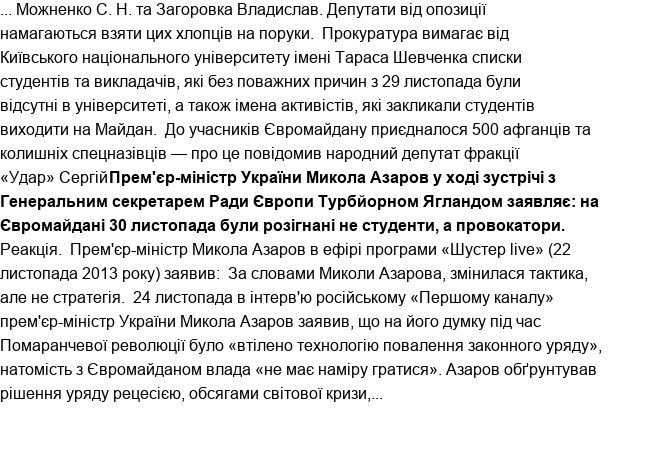 ... Можненко С. Н. та Загоровка Владислав. Депутати від опозиції
намагаються взяти цих хлопців на поруки.  Прокуратура вимагає від
Київського національного університету імені Тараса Шевченка списки
студентів та викладачів, які без поважних причин з 29 листопада були
відсутні в університеті, а також імена активістів, які закликали студентів
виходити на Майдан.  До учасників Євромайдану приєдналося 500 афганців та
колишніх спецназівців — про це повідомив народний депутат фракції
«Удар» СергійПрем'єр-міністр України Микола Азаров у ході зустрічі з
Генеральним секретарем Ради Європи Турбйорном Ягландом заявляє: на
Євромайдані 30 листопада були розігнані не студенти, а провокатори.
Реакція.  Прем'єр-міністр Микола Азаров в ефірі програми «Шустер live» (22
листопада 2013 року) заявив:  За словами Миколи Азарова, змінилася тактика,
але не стратегія.  24 листопада в інтерв'ю російському «Першому каналу»
прем'єр-міністр України Микола Азаров заявив, що на його думку під час
Помаранчевої революції було «втілено технологію повалення законного уряду»,
натомість з Євромайданом влада «не має наміру гратися». Азаров обґрунтував
рішення уряду рецесією, обсягами світової кризи,...